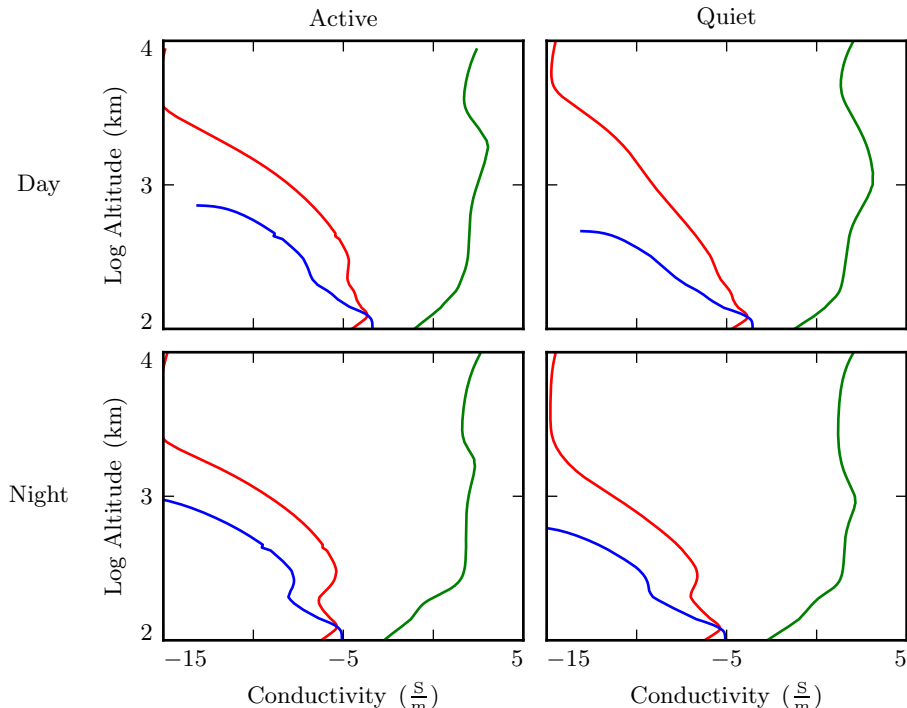 Active
Quiet
Day
Log Altitude (km)
4
3
2
Night
Log Altitude (km)
4
3
2
−15
−5
5
−15
−5
5
Conductivity (S/m)
Conductivity (S/m)